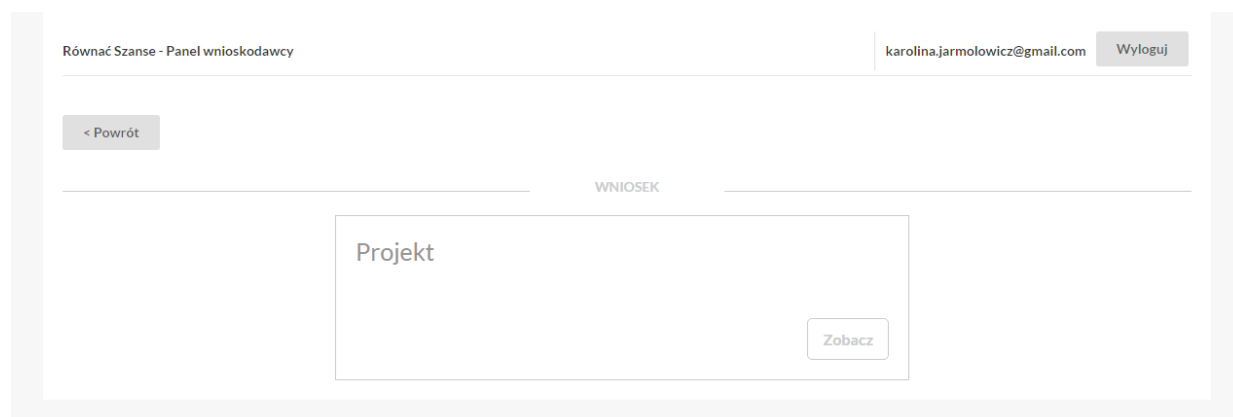 Równać Szanse - Panel wnioskodawcy
karolina.jarmolowicz@gmail.com
Wyloguj
< Powrót
WNIOSEK
Projekt
Zobacz